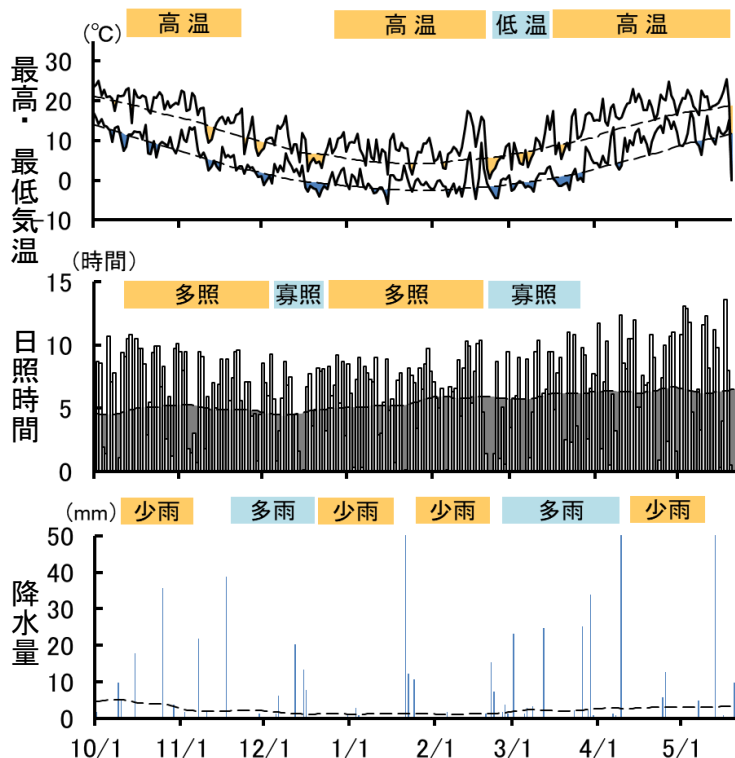 高温 高温 低温 高温
(℃)
最高・最低気温
30
20
10
0
-10
(時間)
多照 寡照 多照 寡照
日照時間
15
10
5
0
(mm)
少雨 多雨 少雨 少雨 多雨 少雨
降水量
50
40
30
20
10
0
10/1 11/1 12/1 1/1 2/1 3/1 4/1 5/1